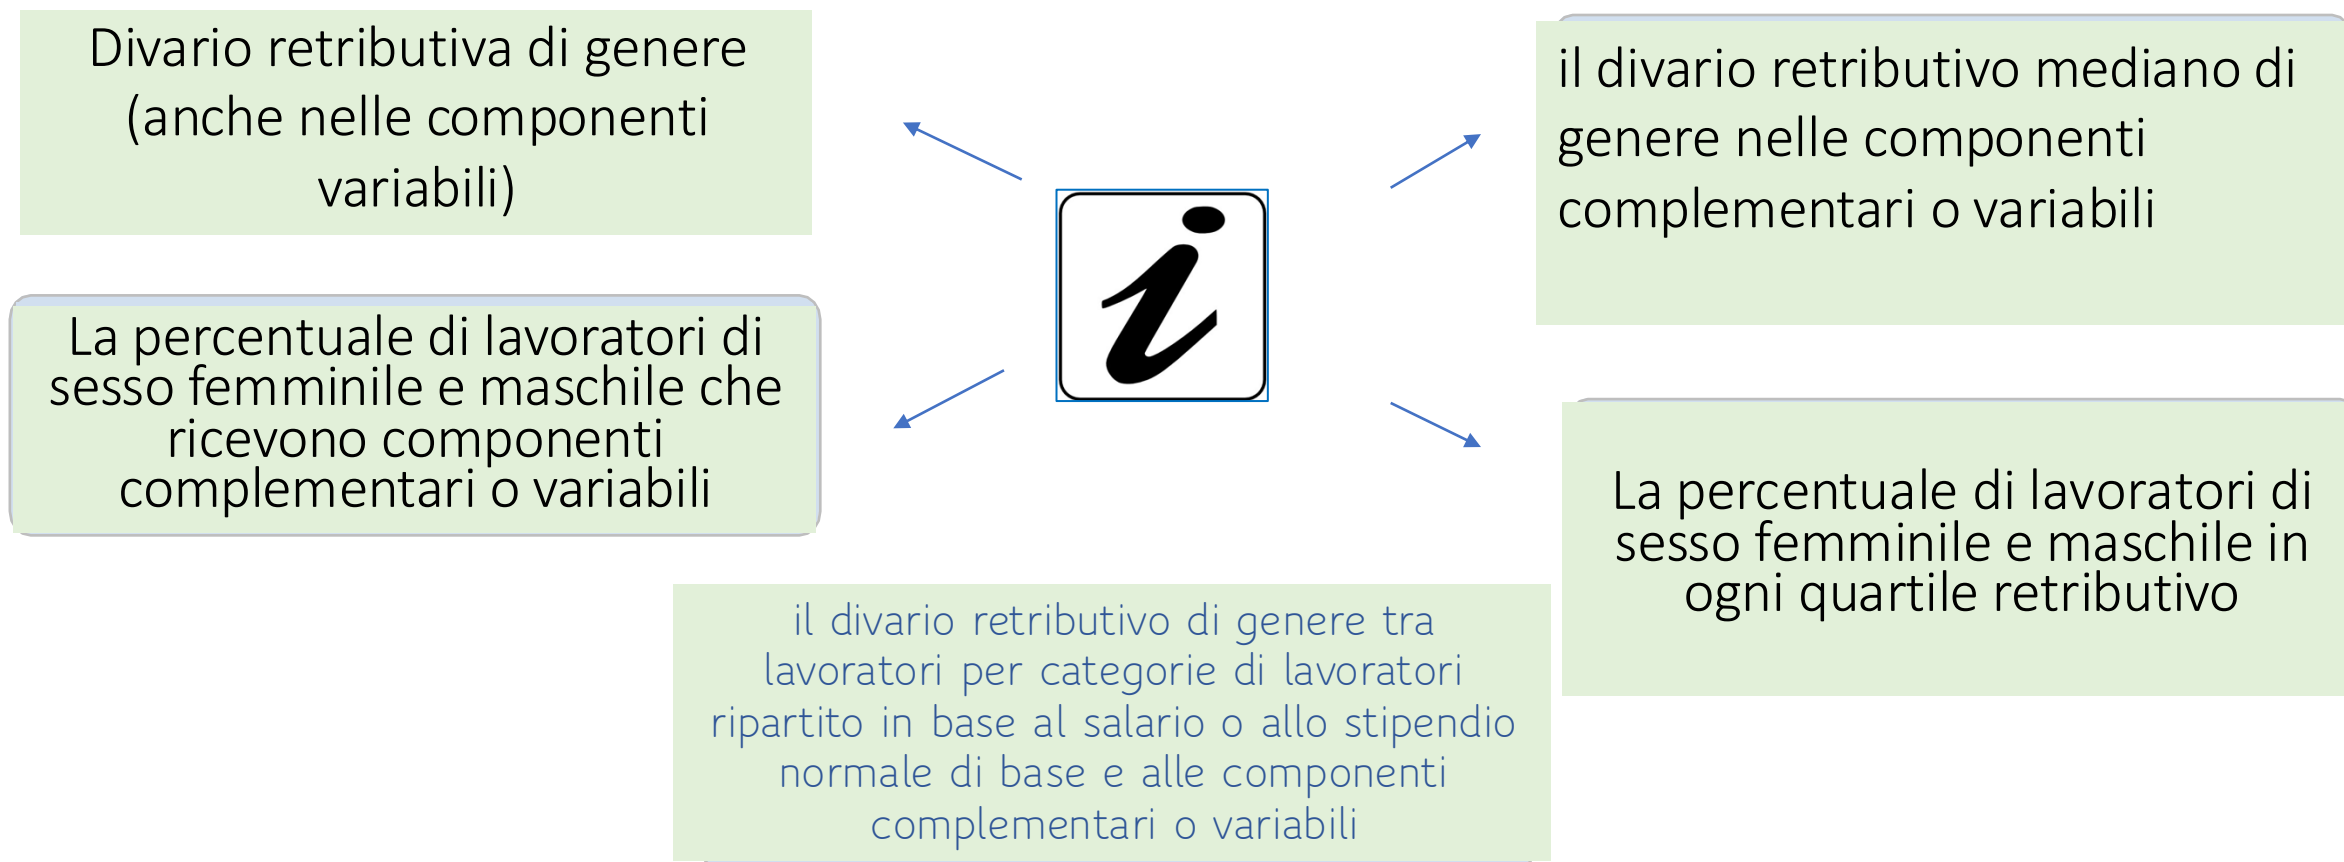 Divario retributiva di genere
(anche nelle componenti
variabili)
il divario retributivo mediano di
genere nelle componenti
complementari o variabili
i
La percentuale di lavoratori di
sesso femminile e maschile che
ricevono componenti
complementari o variabili
La percentuale di lavoratori di
sesso femminile e maschile in
ogni quartile retributivo
il divario retributivo di genere tra
lavoratori per categorie di lavoratori
ripartito in base al salario o allo stipendio
normale di base e alle componenti
complementari o variabili